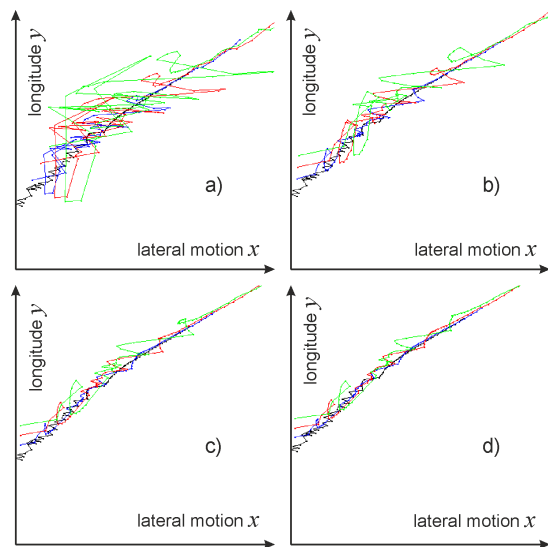 longitude y
a)
lateral motion x
longitude y
b)
lateral motion x
longitude y
c)
lateral motion x
longitude y
d)
lateral motion x